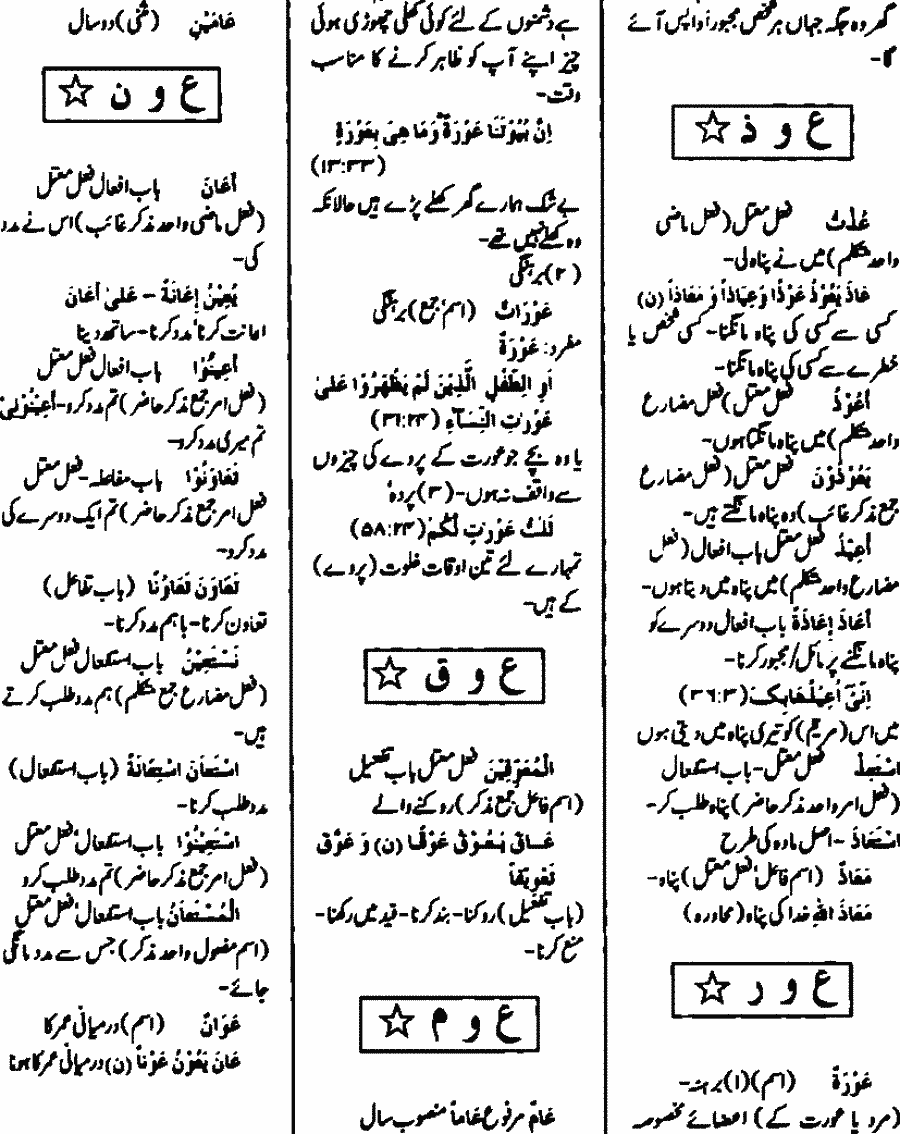 گھر وہ جگہ جہاں ہر شخص مجبوراً واپس آئے
گا-
☆ ع و ذ
عُذْتُ فعل معتل (فعل ماضی
واحد متکلم) میں نے پناہ لی-
عَاذَ یَعُوْذُ عَوْذًا وَ عِیَاذاً وَ مَعَاذاً (ن)
کسی سے کسی کی پناہ مانگنا- کسی شخص یا
خطرے سے کسی کی پناہ مانگنا-
أَعُوْذُ فعل معتل) فعل مضارع
واحد متکلم) میں پناہ مانگتا ہوں-
یَعُوْذُوْنَ فعل معتل (فعل مضارع
جمع مذکر غائب) وہ پناہ مانگتے ہیں-
أُعِیْذُ فعل معتل باب افعال (فعل
مضارع واحد متکلم) میں پناہ میں دیتا ہوں-
أَعَاذَ إِعَاذَۃً باب افعال دوسرے کو
پناہ مانگنے پر مائل/مجبور کرنا-
اِنِّیْٓ اُعِیْذُهَابِکَ (۳:۳۶)
میں اس (مریم) کو تیری پناہ میں دیتی ہوں
اسْتَعِذْ فعل معتل- باب استفعال
(فعل امر واحد مذکر حاضر) پناہ طلب کر-
اسْتَعَاذَ - اصل مادہ کی طرح
مَعَاذٌ (اسم فاعل' فعل معتل) پناہ-
مَعَاذَ اللهِ خدا کی پناہ (محاورہ)
☆ ع و ر
عَوْرَۃٌ (اسم) (۱) برہنہ-
(مرد یا عورت کے) اعضائے مخصوصہ
ہے دشمنوں کے لئے کوئی کھلی چھوڑی ہوئی
چیز اپنے آپ کو ظاہر کرنے کا مناسب
وقت-
اِنَّ بُیُوْتَنَا عَوْرَۃٌ وَمَا هِیَ بِعَوْرَۃٍ
(۱۳:۳۳)
بے شک ہمارے گھر کھلے پڑے ہیں حالانکہ
وہ کھلے نہیں تھے-
(۲) برہنگی
عَوْرَاتٌ (اسم' جمع) برہنگی
مفرد: عَوْرَۃٌ
اَوِ الطِّفْلِ الَّذِیْنَ لَمْ یَظْهَرُوْا عَلیٰ
عَوْرٰتِ النِّسَآءِ (۳۱:۲۴)
یا وہ بچے جو عورت کے پردے کی چیزوں
سے واقف نہ ہوں- (۳) پردہ'
ثَلٰثُ عَوْرٰتٍ لَّکُمْ (۵۸:۲۴)
تمہارے لئے تین اوقات خلوت (پردے)
کے ہیں-
☆ ع و ق
الْمُعَوِّقِیْنَ فعل معتل باب تفعیل
(اسم فاعل جمع مذکر) روکنے والے
عَاقَ یَعُوْقُ عَوْقًا (ن) وَ عَوَّقَ
تَعْوِیْقاً
(باب تفعیل) روکنا- بند کرنا- قید میں رکھنا-
منع کرنا-
☆ ع و م
عَامٌ مرفوع عَاماً منصوب سال
عَامَیْنِ (مثنی) دو سال
☆ ع و ن
أَعَانَ باب افعال فعل معتل
(فعل ماضی واحد مذکر غائب) اس نے مدد
کی-
یُعِیْنُ إِعَانَۃً - عَلیٰ أَعَانَ
اعانت کرنا' مدد کرنا- ساتھ دینا
أَعِیْنُوْا باب افعال فعل معتل
(فعل امر جمع مذکر حاضر) تم مدد کرو- أَعِیْنُوْنِیْ
تم میری مدد کرو-
تَعَاوَنُوْا باب مفاعلہ- فعل معتل
فعل امر جمع مذکر حاضر) تم ایک دوسرے کی
مدد کرو-
تَعَاوَنَ تَعَاوُنًا (باب تفاعل)
تعاون کرنا- باہم مدد کرنا-
نَسْتَعِیْنُ باب استفعال فعل معتل
(فعل مضارع جمع متکلم) ہم مدد طلب کرتے
ہیں-
اسْتَعاَنَ اسْتِعَانَۃً (باب استفعال)
مدد طلب کرنا-
اسْتَعِیْنُوْا باب استفعال' فعل معتل
(فعل امر جمع مذکر حاضر) تم مدد طلب کرو
الْمُسْتَعاَنُ باب استفعال' فعل معتل
(اسم مفعول واحد مذکر) جس سے مدد مانگی
جائے-
عَوَانٌ (اسم) درمیانی عمر کا
عَانَ یَعُوْنُ عَوْناً (ن) درمیانی عمر کا ہونا